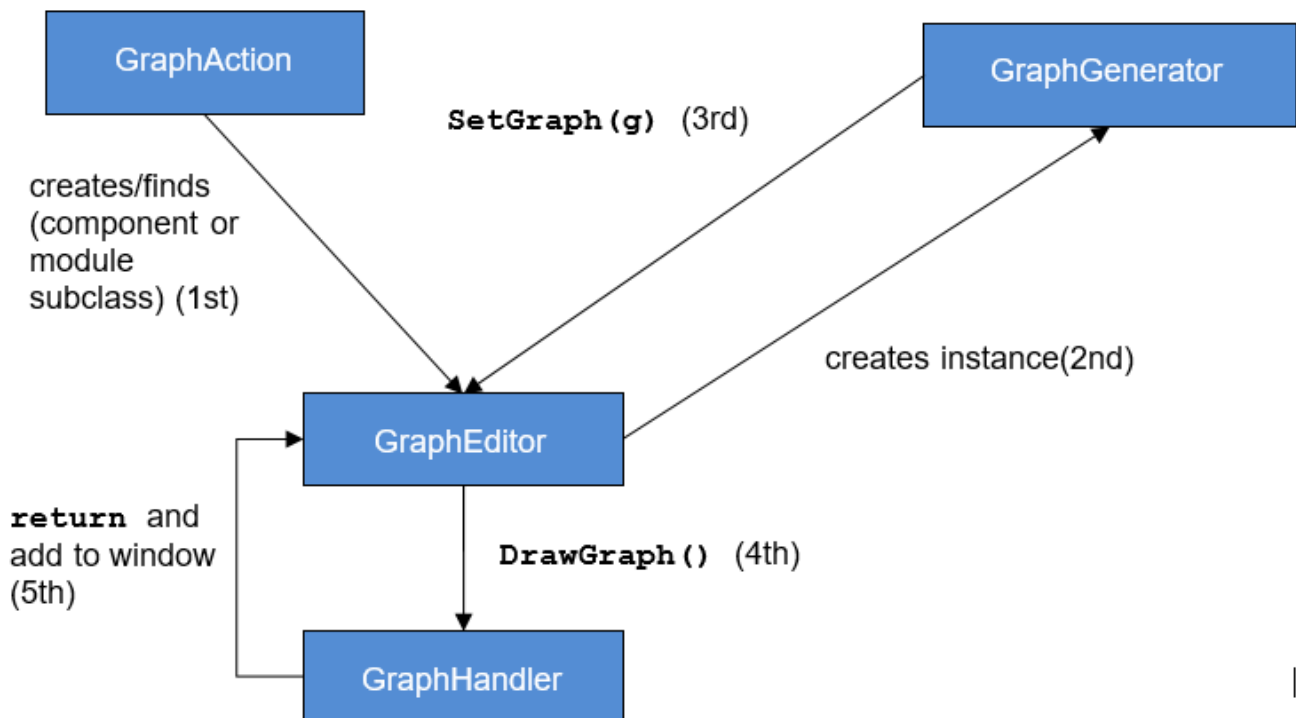 GraphAction
GraphGenerator
SetGraph(g) (3rd)
creates/finds
(component or
module
subclass) (1st)
creates instance(2nd)
GraphEditor
return and
add to window
(5th)
DrawGraph() (4th)
GraphHandler